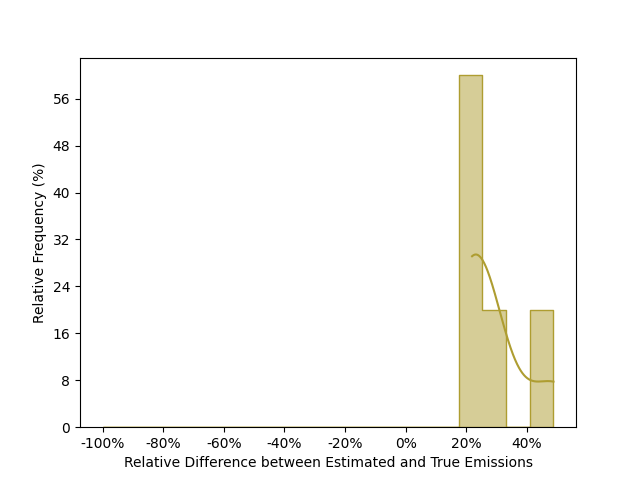 56
48
40
32
24
16
8
0
Relative Frequency (%)
-100% -80% -60% -40% -20% 0% 20% 40%
Relative Difference between Estimated and True Emissions